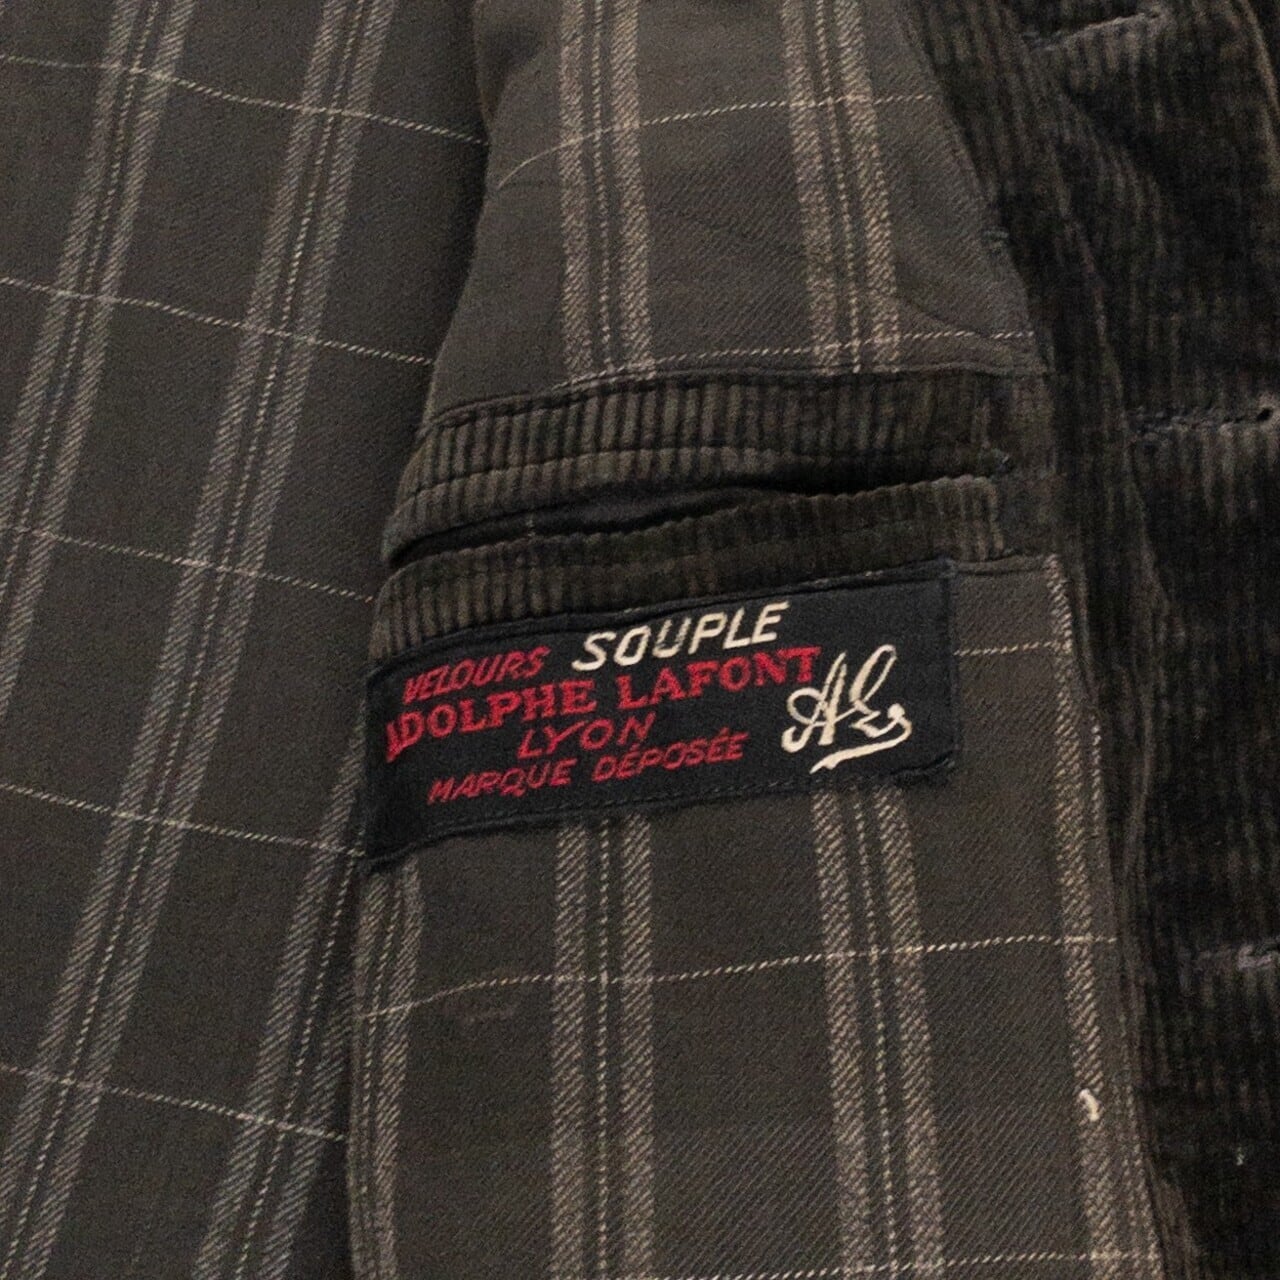 VELOURS SOUPLE
ADOLPHE LAFONT
LYON
MARQUE DÉPOSÉE
AL